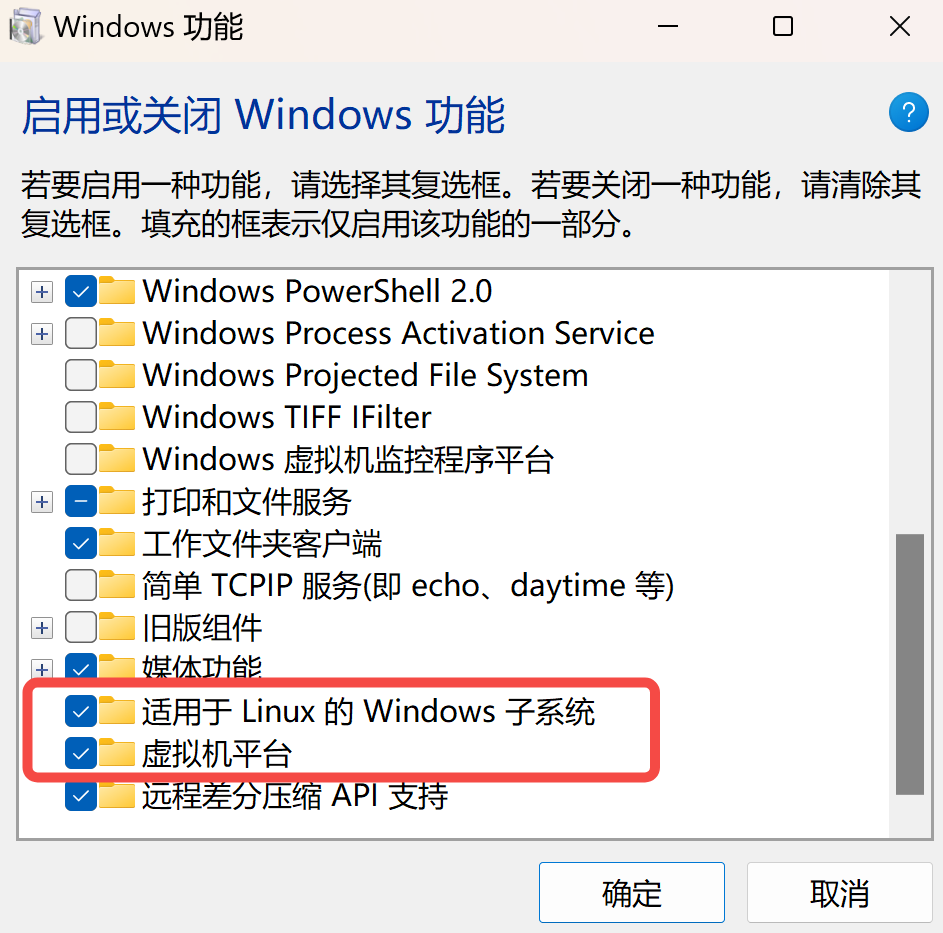 Windows 功能
启用或关闭 Windows 功能
?
若要启用一种功能，请选择其复选框。若要关闭一种功能，请清除其
复选框。填充的框表示仅启用该功能的一部分。
Windows PowerShell 2.0
Windows Process Activation Service
Windows Projected File System
Windows TIFF IFilter
Windows 虚拟机监控程序平台
打印和文件服务
工作文件夹客户端
简单 TCPIP 服务(即 echo、daytime 等)
旧版组件
媒体功能
适用于 Linux 的 Windows 子系统
虚拟机平台
远程差分压缩 API 支持
确定
取消